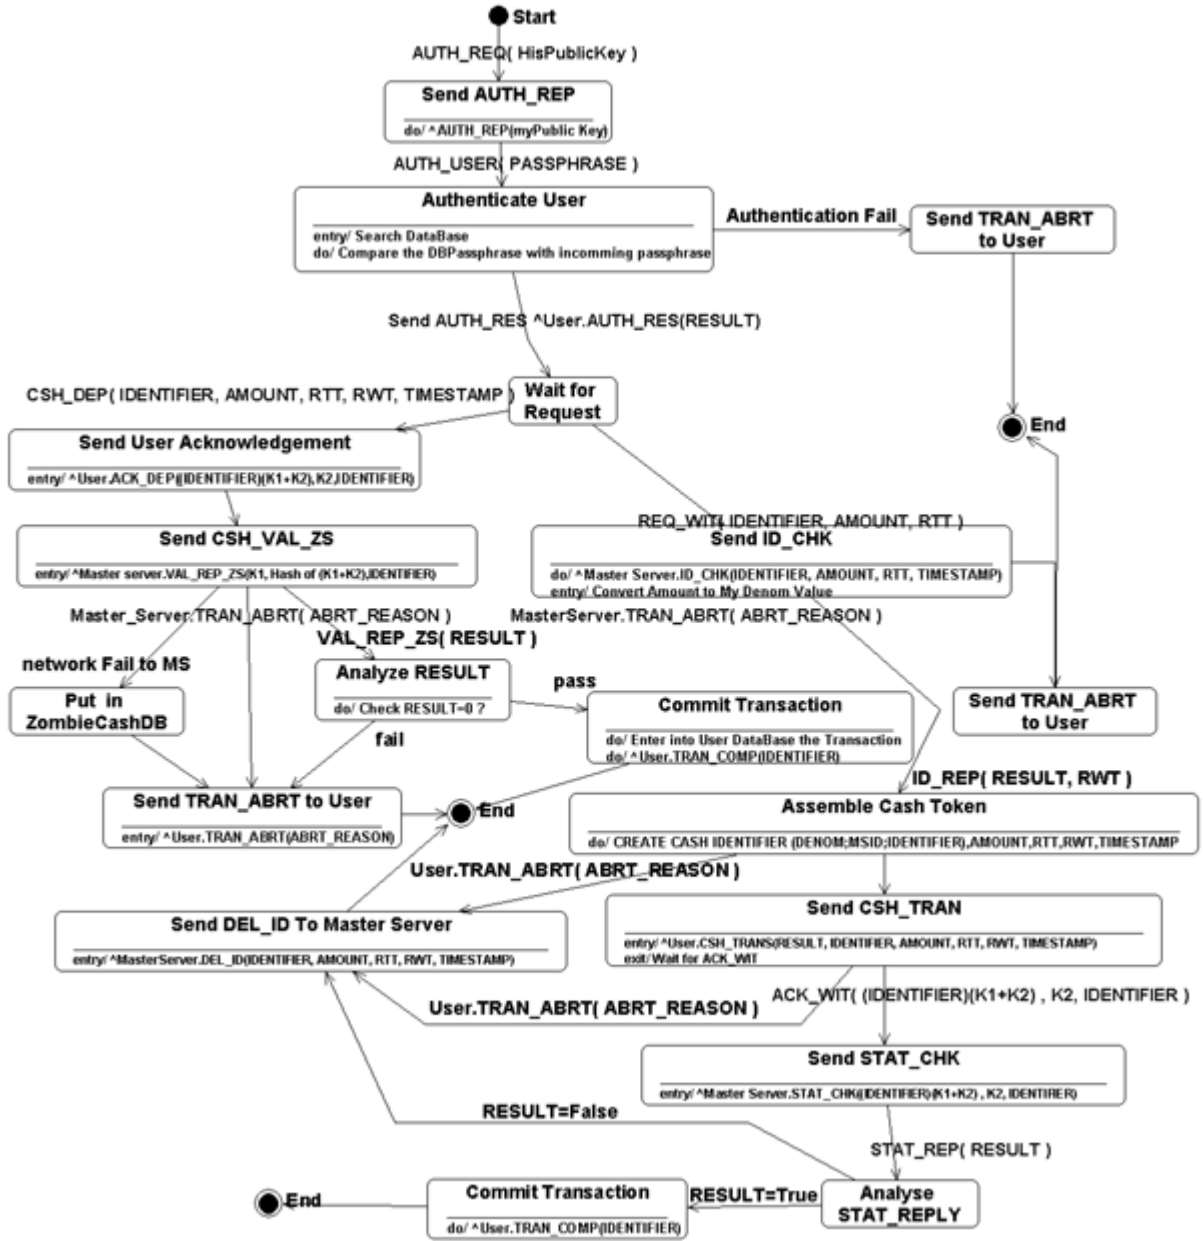 Start
AUTH_REQ( HisPublicKey )
Send AUTH_REP
do/ ^AUTH_REP(myPublic Key)
AUTH_USER( PASSPHRASE )
Authenticate User
entry/ Search DataBase
do/ Compare the DBPassphrase with incomming passphrase
Authentication Fail
Send TRAN_ABRT
to User
Send AUTH_RES ^User.AUTH_RES(RESULT)
Wait for
Request
End
CSH_DEP( IDENTIFIER, AMOUNT, RTT, RWT, TIMESTAMP )
Send User Acknowledgement
entry/ ^User.ACK_DEP((IDENTIFIER)(K1+K2),K2,IDENTIFIER)
Send CSH_VAL_ZS
entry/ ^Master server.VAL_REP_ZS(K1, Hash of (K1+K2),IDENTIFIER)
REQ_WIT( IDENTIFIER, AMOUNT, RTT )
Send ID_CHK
do/ ^Master Server.ID_CHK(IDENTIFIER, AMOUNT, RTT, TIMESTAMP)
entry/ Convert Amount to My Denom Value
Master_Server.TRAN_ABRT( ABRT_REASON )
MasterServer.TRAN_ABRT( ABRT_REASON )
VAL_REP_ZS( RESULT )
network Fail to MS
Put in
ZombieCashDB
Analyze RESULT
do/ Check RESULT=0 ?
pass
fail
Commit Transaction
do/ Enter into User DataBase the Transaction
do/ ^User.TRAN_COMP(IDENTIFIER)
Send TRAN_ABRT
to User
ID_REP( RESULT, RWT )
Send TRAN_ABRT to User
entry/ ^User.TRAN_ABRT(ABRT_REASON)
End
Assemble Cash Token
do/ CREATE CASH IDENTIFIER (DENOM;MSID;IDENTIFIER),AMOUNT,RTT,RWT,TIMESTAMP
User.TRAN_ABRT( ABRT_REASON )
Send DEL_ID To Master Server
entry/ ^MasterServer.DEL_ID(IDENTIFIER, AMOUNT, RTT, RWT, TIMESTAMP)
Send CSH_TRAN
entry/ ^User.CSH_TRANS(RESULT, IDENTIFIER, AMOUNT, RTT, RWT, TIMESTAMP)
exit/ Wait for ACK_WIT
User.TRAN_ABRT( ABRT_REASON )
ACK_WIT( (IDENTIFIER)(K1+K2) , K2, IDENTIFIER )
Send STAT_CHK
entry/ ^Master Server.STAT_CHK((IDENTIFIER)(K1+K2) , K2, IDENTIRER)
RESULT=False
STAT_REP( RESULT )
Analyse
STAT_REPLY
RESULT=True
Commit Transaction
do/ ^User.TRAN_COMP(IDENTIFIER)
End